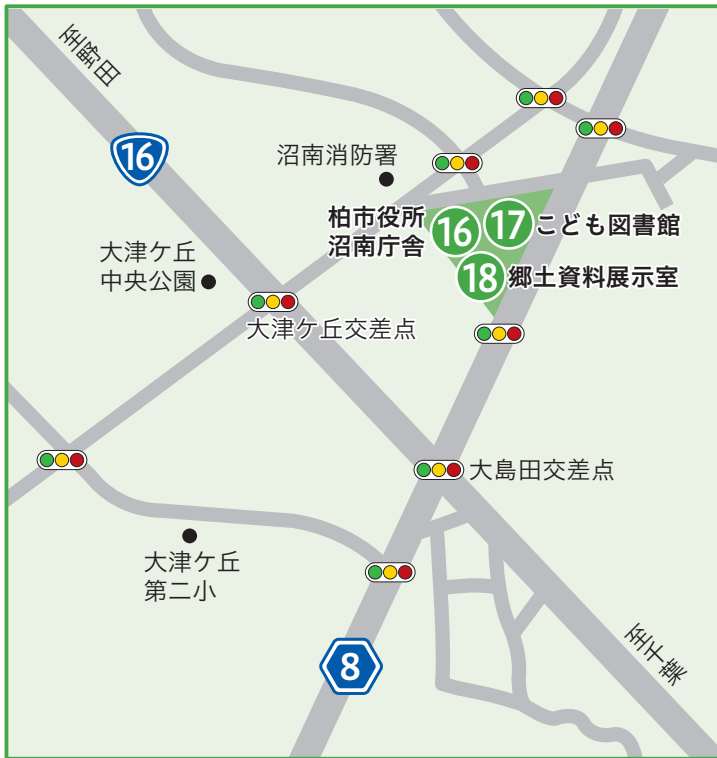 至野田
16
沼南消防署
柏市役所
沼南庁舎
16
17
こども図書館
18
郷土資料展示室
大津ケ丘
中央公園
大津ケ丘交差点
大島田交差点
大津ケ丘
第二小
8
至千葉